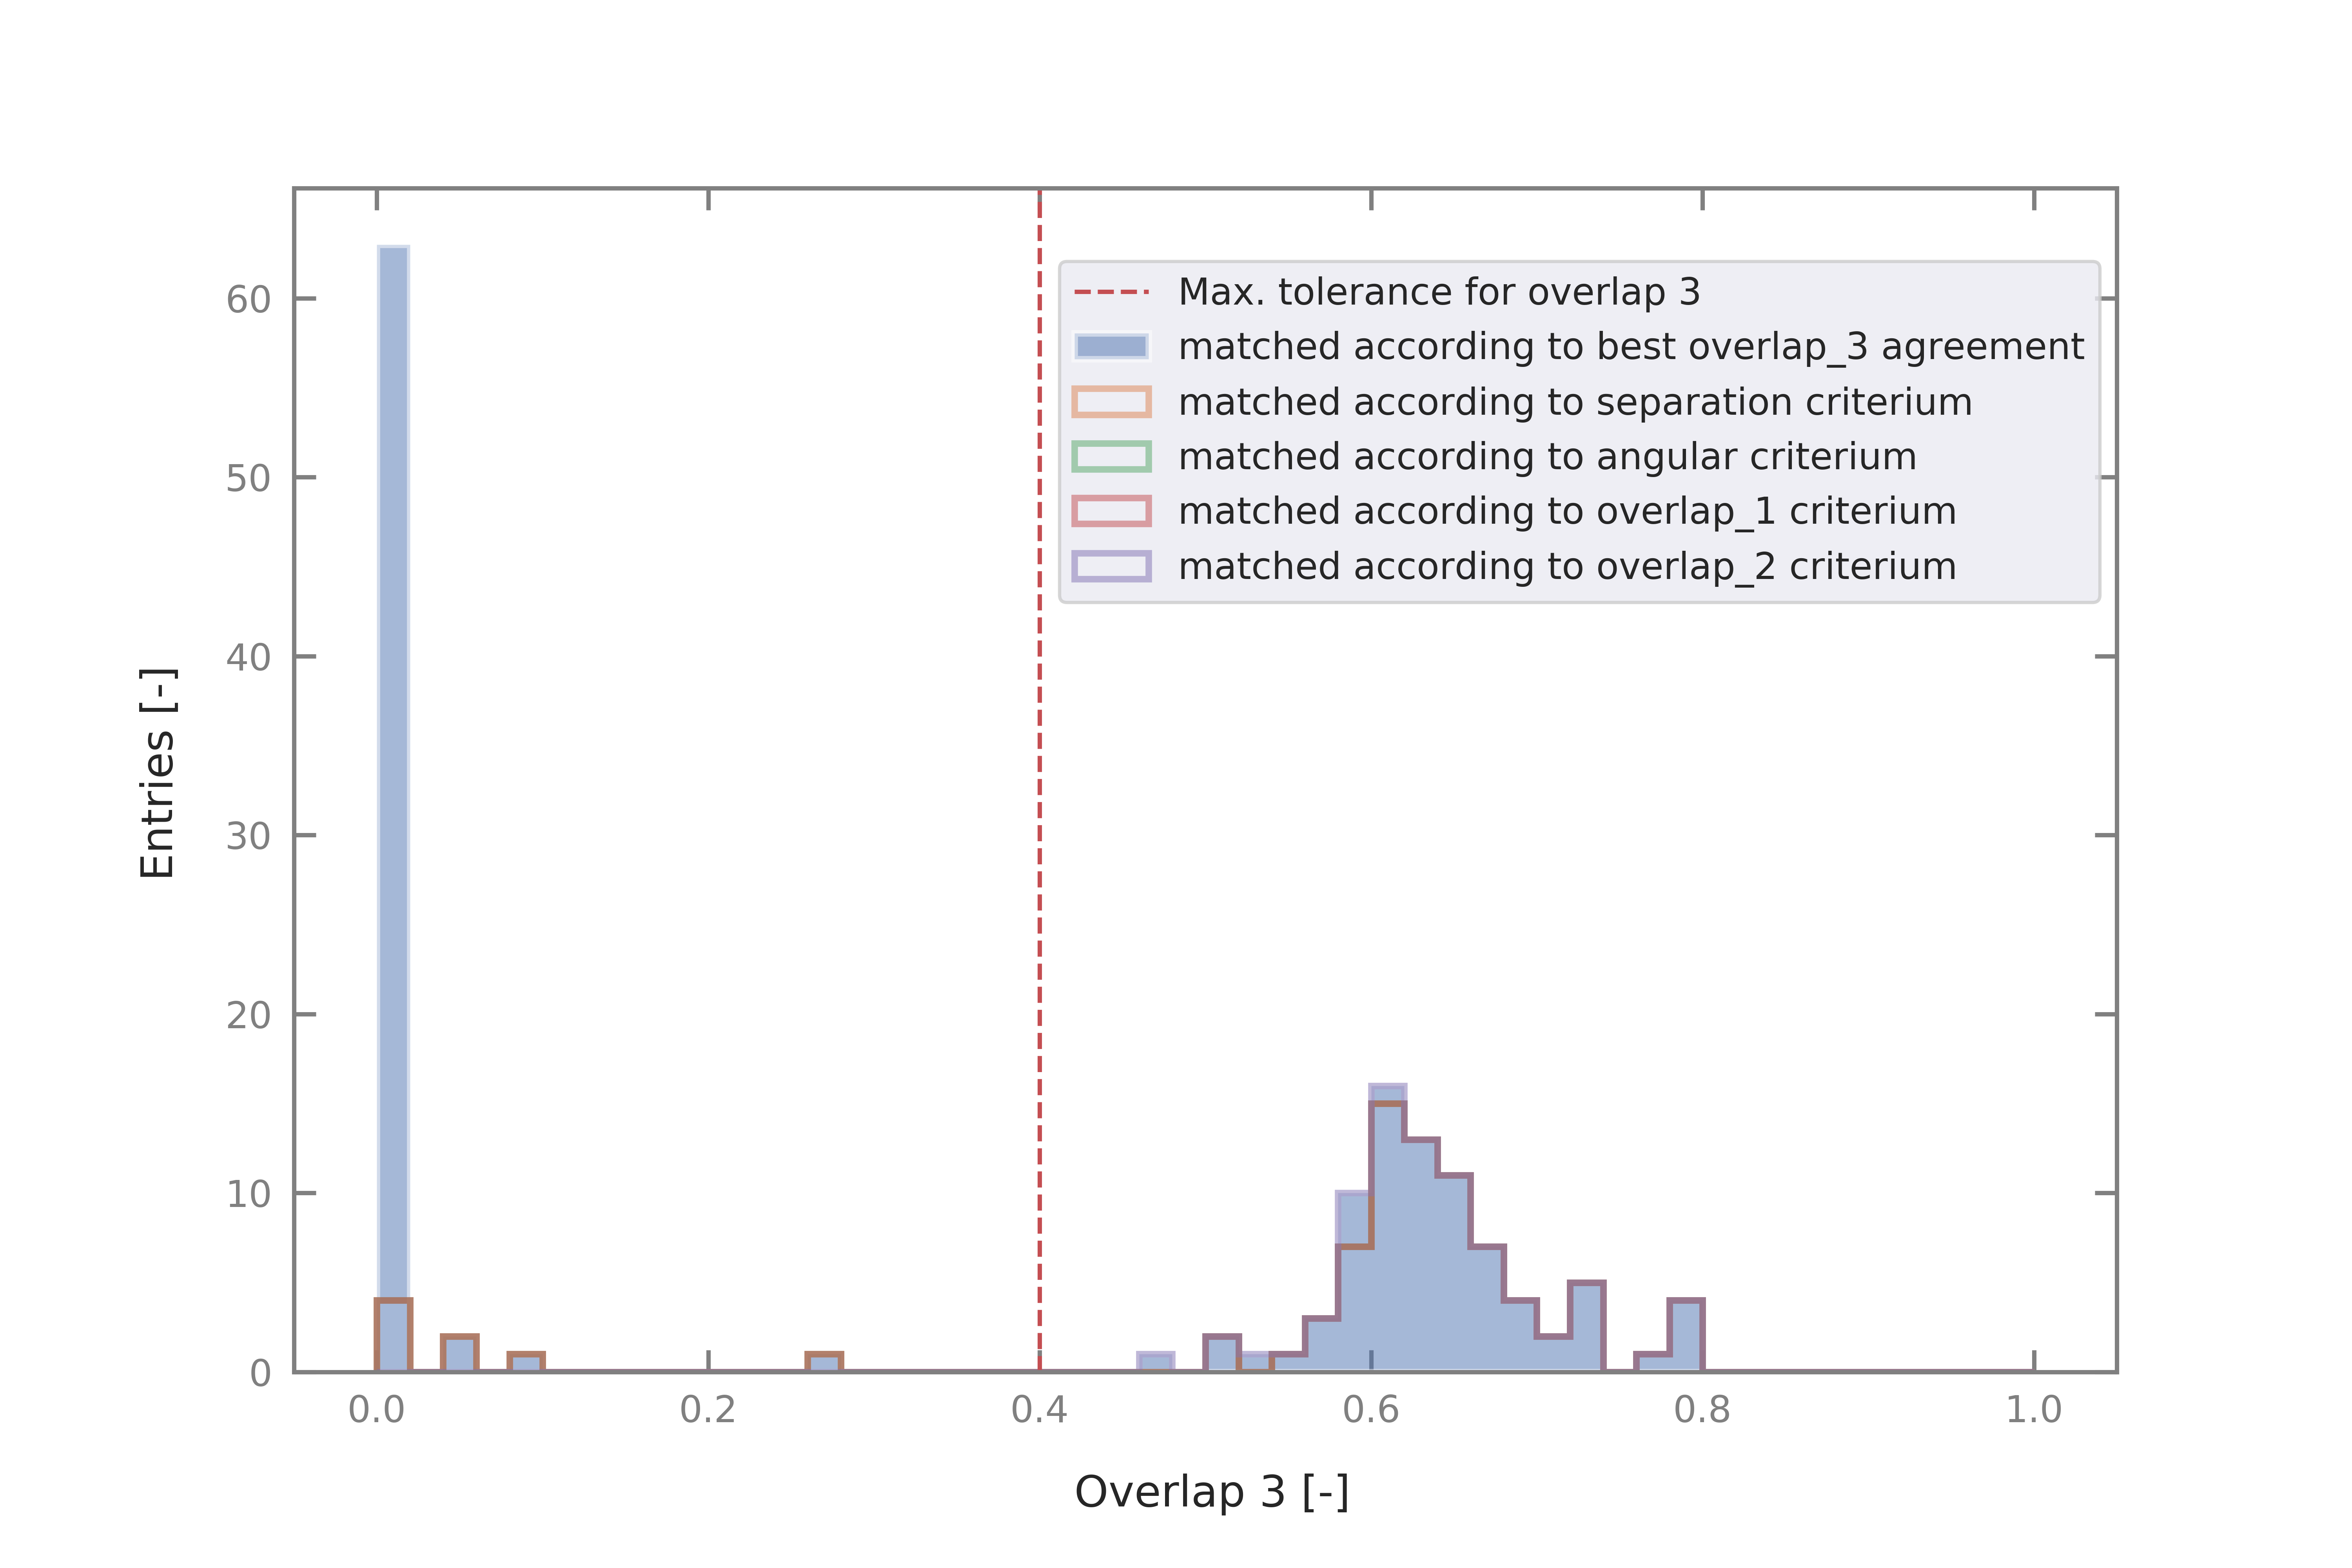 60
50
40
30
20
10
0
Entries [-]
Max. tolerance for overlap 3
matched according to best overlap_3 agreement
matched according to separation criterium
matched according to angular criterium
matched according to overlap_1 criterium
matched according to overlap_2 criterium
0.0 0.2 0.4 0.6 0.8 1.0
Overlap 3 [-]